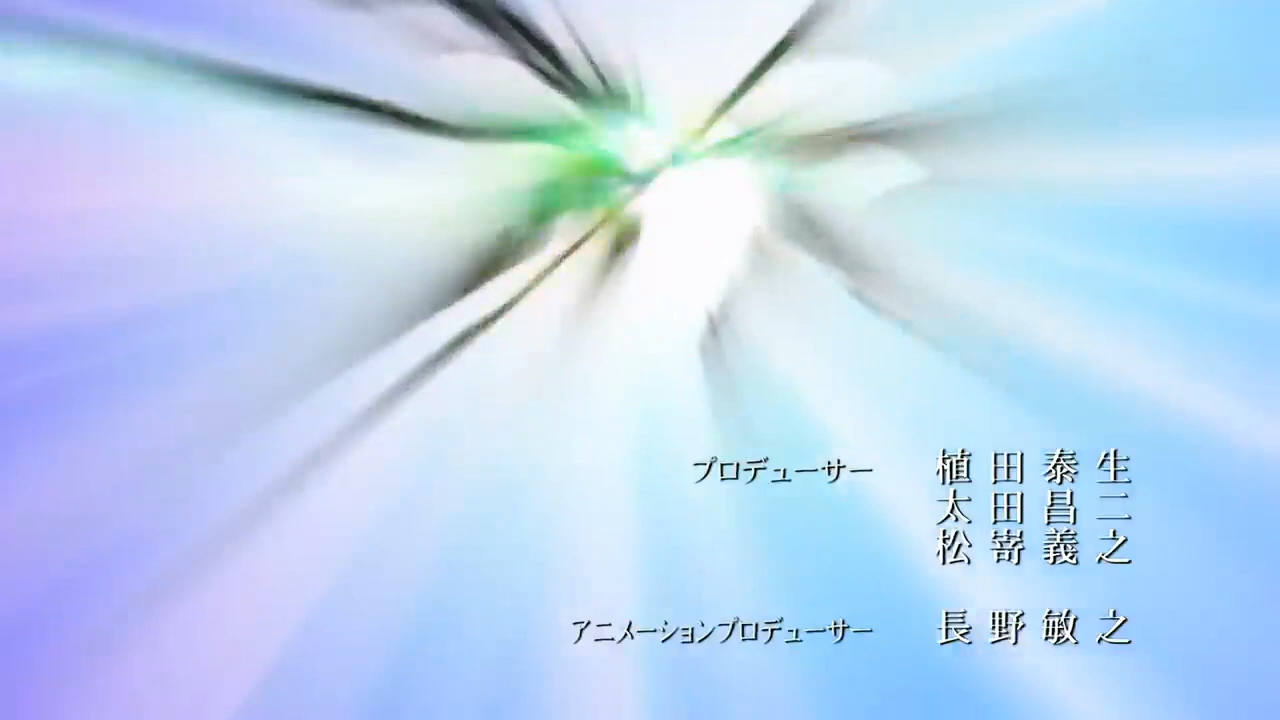 プロデューサー 植田泰生
太田昌二
松嵜義之
アニメーションプロデューサー 長野敏之